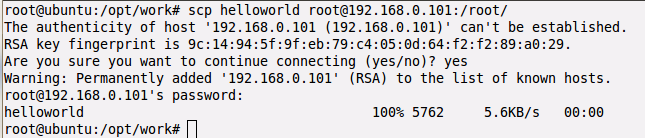 root@ubuntu:/opt/work# scp helloworld root@192.168.0.101:/root/
The authenticity of host '192.168.0.101 (192.168.0.101)' can't be established.
RSA key fingerprint is 9c:14:94:5f:9f:eb:79:c4:05:0d:64:f2:f2:89:a0:29.
Are you sure you want to continue connecting (yes/no)? yes
Warning: Permanently added '192.168.0.101' (RSA) to the list of known hosts.
root@192.168.0.101's password:
helloworld                                    100% 5762     5.6KB/s   00:00
root@ubuntu:/opt/work#